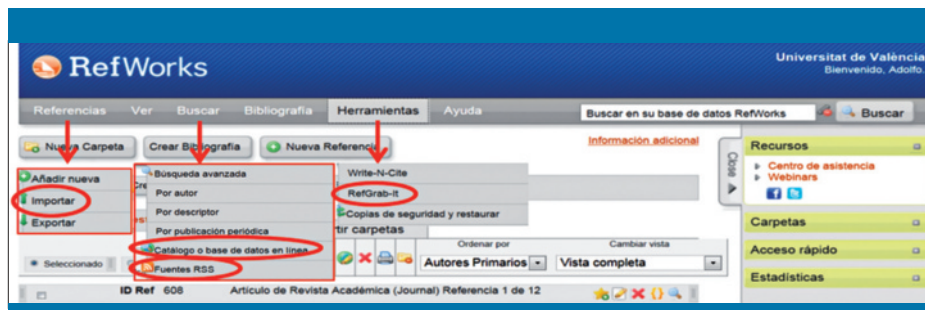 RefWorks
Universitat de València
Bienvenido, Adolfo.
Referencias Ver Buscar Bibliografía Herramientas Ayuda
Buscar en su base de datos RefWorks Buscar
Nueva Carpeta Crear Bibliografía Nueva Referencia
Información adicional
Close
Añadir nueva
Importar
Exportar
Búsqueda avanzada
Por autor
Por descriptor
Por publicación periódica
Catálogo o base de datos en línea
Fuentes RSS
Write-N-Cite
RefGrab-It
Copias de seguridad y restaurar
tir carpetas
Seleccionado
Ordenar por
Autores Primarios
Cambiar vista
Vista completa
ID Ref 608 Artículo de Revista Académica (Journal) Referencia 1 de 12
Recursos
Centro de asistencia
Webinars
Carpetas
Acceso rápido
Estadísticas